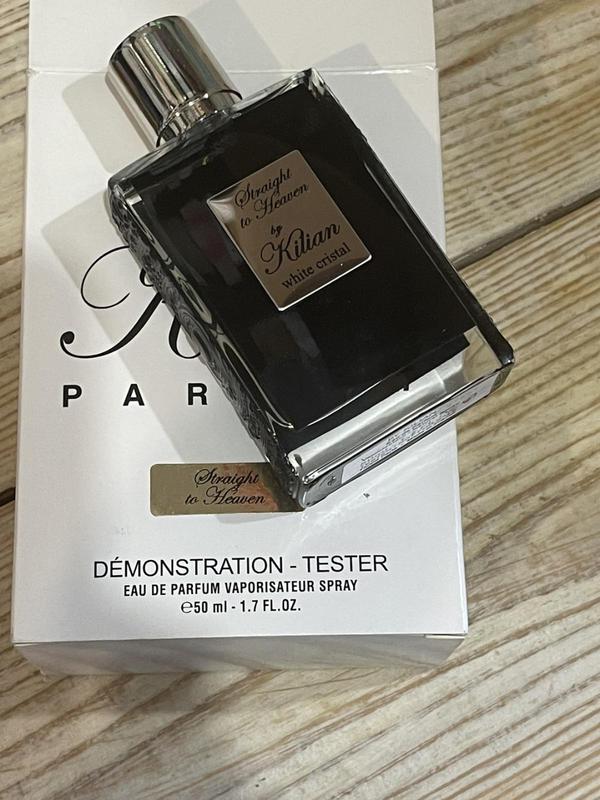 Straight
to Heaven
by
Kilian
white cristal
PAR
Straight
to Heaven
DÉMONSTRATION - TESTER
EAU DE PARFUM VAPORISATEUR SPRAY
℮50 ml - 1.7 FL.OZ.